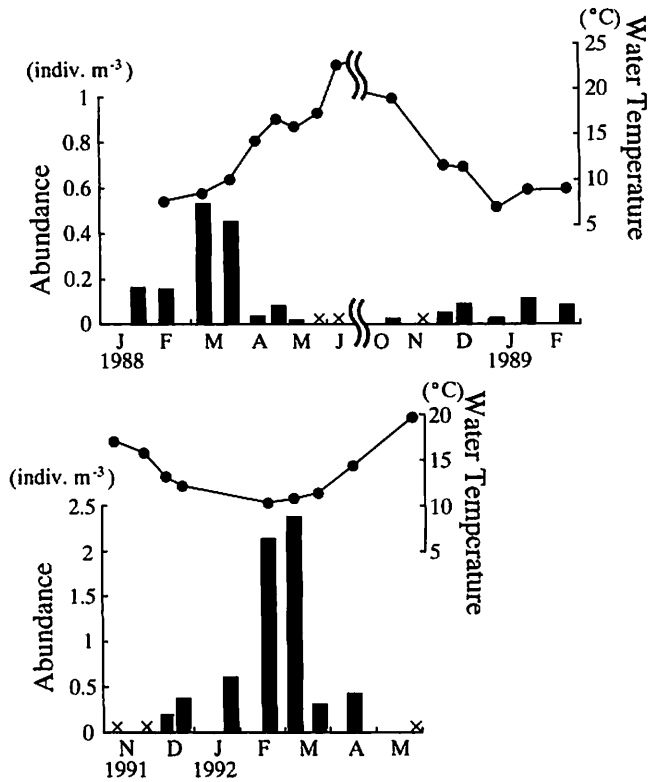 (°C)
(indiv. m⁻³)
25
20
15
10
5
Water Temperature
1
0.8
0.6
0.4
0.2
0
Abundance
J F M A M J O N D J F
1988 1989
(°C)
(indiv. m⁻³)
20
15
10
5
Water Temperature
2.5
2
1.5
1
0.5
0
Abundance
N D J F M A M
1991 1992